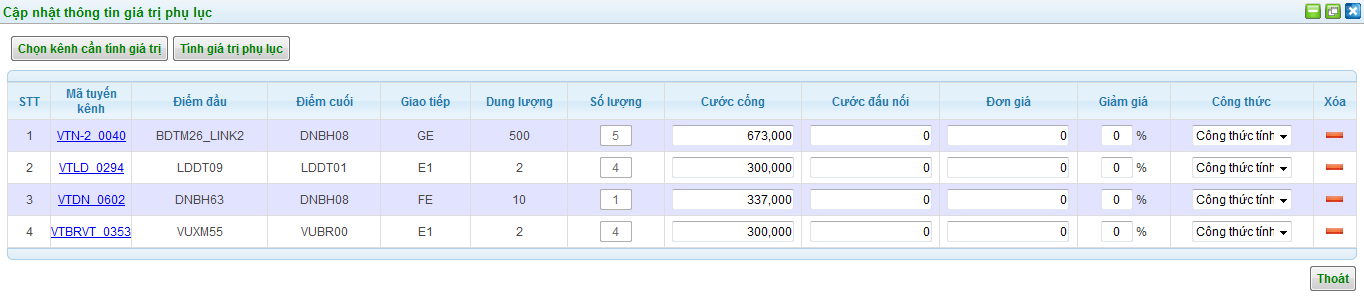 Cập nhật thông tin giá trị phụ lục
Chọn kênh cần tính giá trị Tính giá trị phụ lục
STT Mã tuyến kênh Điểm đầu Điểm cuối Giao tiếp Dung lượng Số lượng Cước cổng Cước đấu nối Đơn giá Giảm giá Công thức Xóa
1 VTN-2_0040 BDTM26_LINK2 DNBH08 GE 500 5 673,000 0 0 0 % Công thức tính
2 VTLD_0294 LDDT09 LDDT01 E1 2 4 300,000 0 0 0 % Công thức tính
3 VTDN_0602 DNBH63 DNBH08 FE 10 1 337,000 0 0 0 % Công thức tính
4 VTBRVT_0353 VUXM55 VUBR00 E1 2 4 300,000 0 0 0 % Công thức tính
Thoát